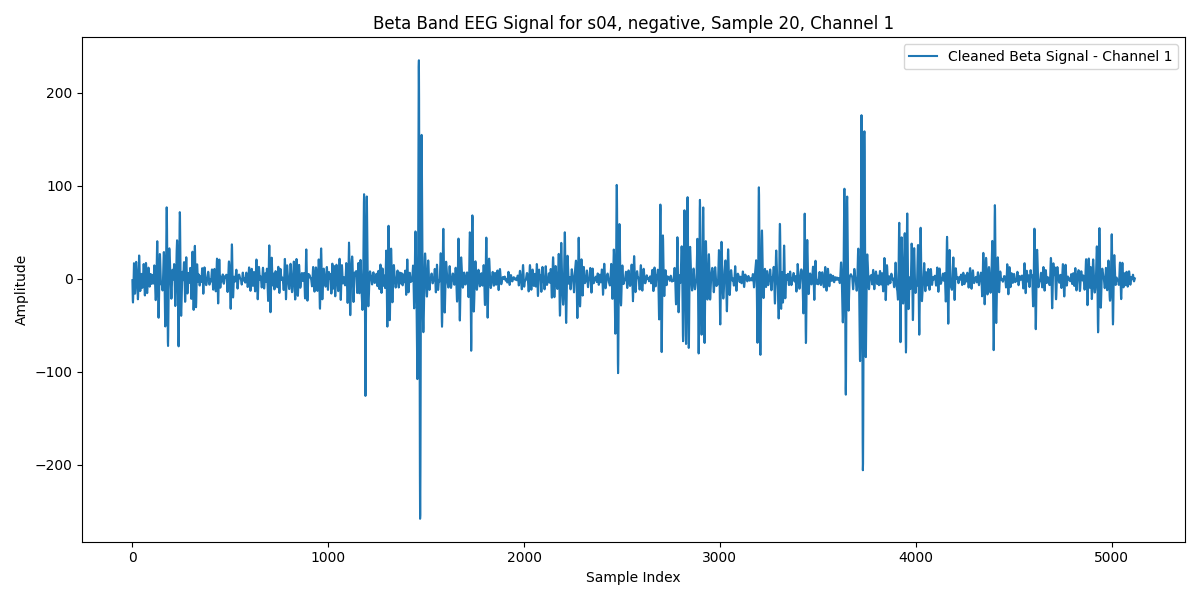 Beta Band EEG Signal for s04, negative, Sample 20, Channel 1
Cleaned Beta Signal - Channel 1
Amplitude
200
100
0
−100
−200
0 1000 2000 3000 4000 5000
Sample Index